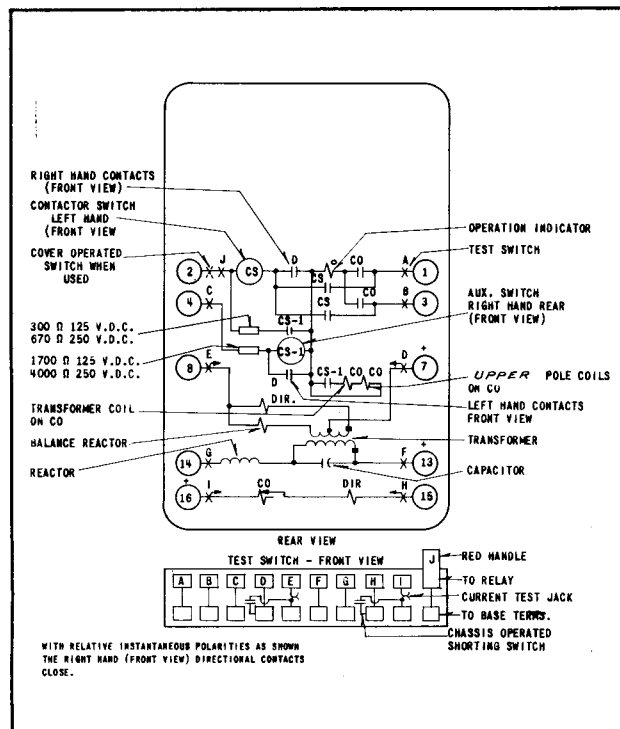 RIGHT HAND CONTACTS
(FRONT VIEW)
CONTACTOR SWITCH
LEFT HAND
(FRONT VIEW
COVER OPERATED
SWITCH WHEN
USED
300 Ω 125 V.D.C.
670 Ω 250 V.D.C.
1700 Ω 125 V.D.C.
4000 Ω 250 V.D.C.
TRANSFORMER COIL
ON CO
BALANCE REACTOR
REACTOR
OPERATION INDICATOR
TEST SWITCH
AUX. SWITCH
RIGHT HAND REAR
(FRONT VIEW)
UPPER POLE COILS
ON CO
LEFT HAND CONTACTS
FRONT VIEW
TRANSFORMER
CAPACITOR
2 J CS D O CO A 1
4 C CS CO B 3
CS
CS-1
CS-1
8 E D CS-1 CO CO D + 7
DIR.
14 G F + 13
+ 16 I CO DIR H 15
REAR VIEW
TEST SWITCH - FRONT VIEW
A B C D E F G H I J
RED HANDLE
TO RELAY
CURRENT TEST JACK
TO BASE TERMS.
CHASSIS OPERATED
SHORTING SWITCH
WITH RELATIVE INSTANTANEOUS POLARITIES AS SHOWN
THE RIGHT HAND (FRONT VIEW) DIRECTIONAL CONTACTS
CLOSE.